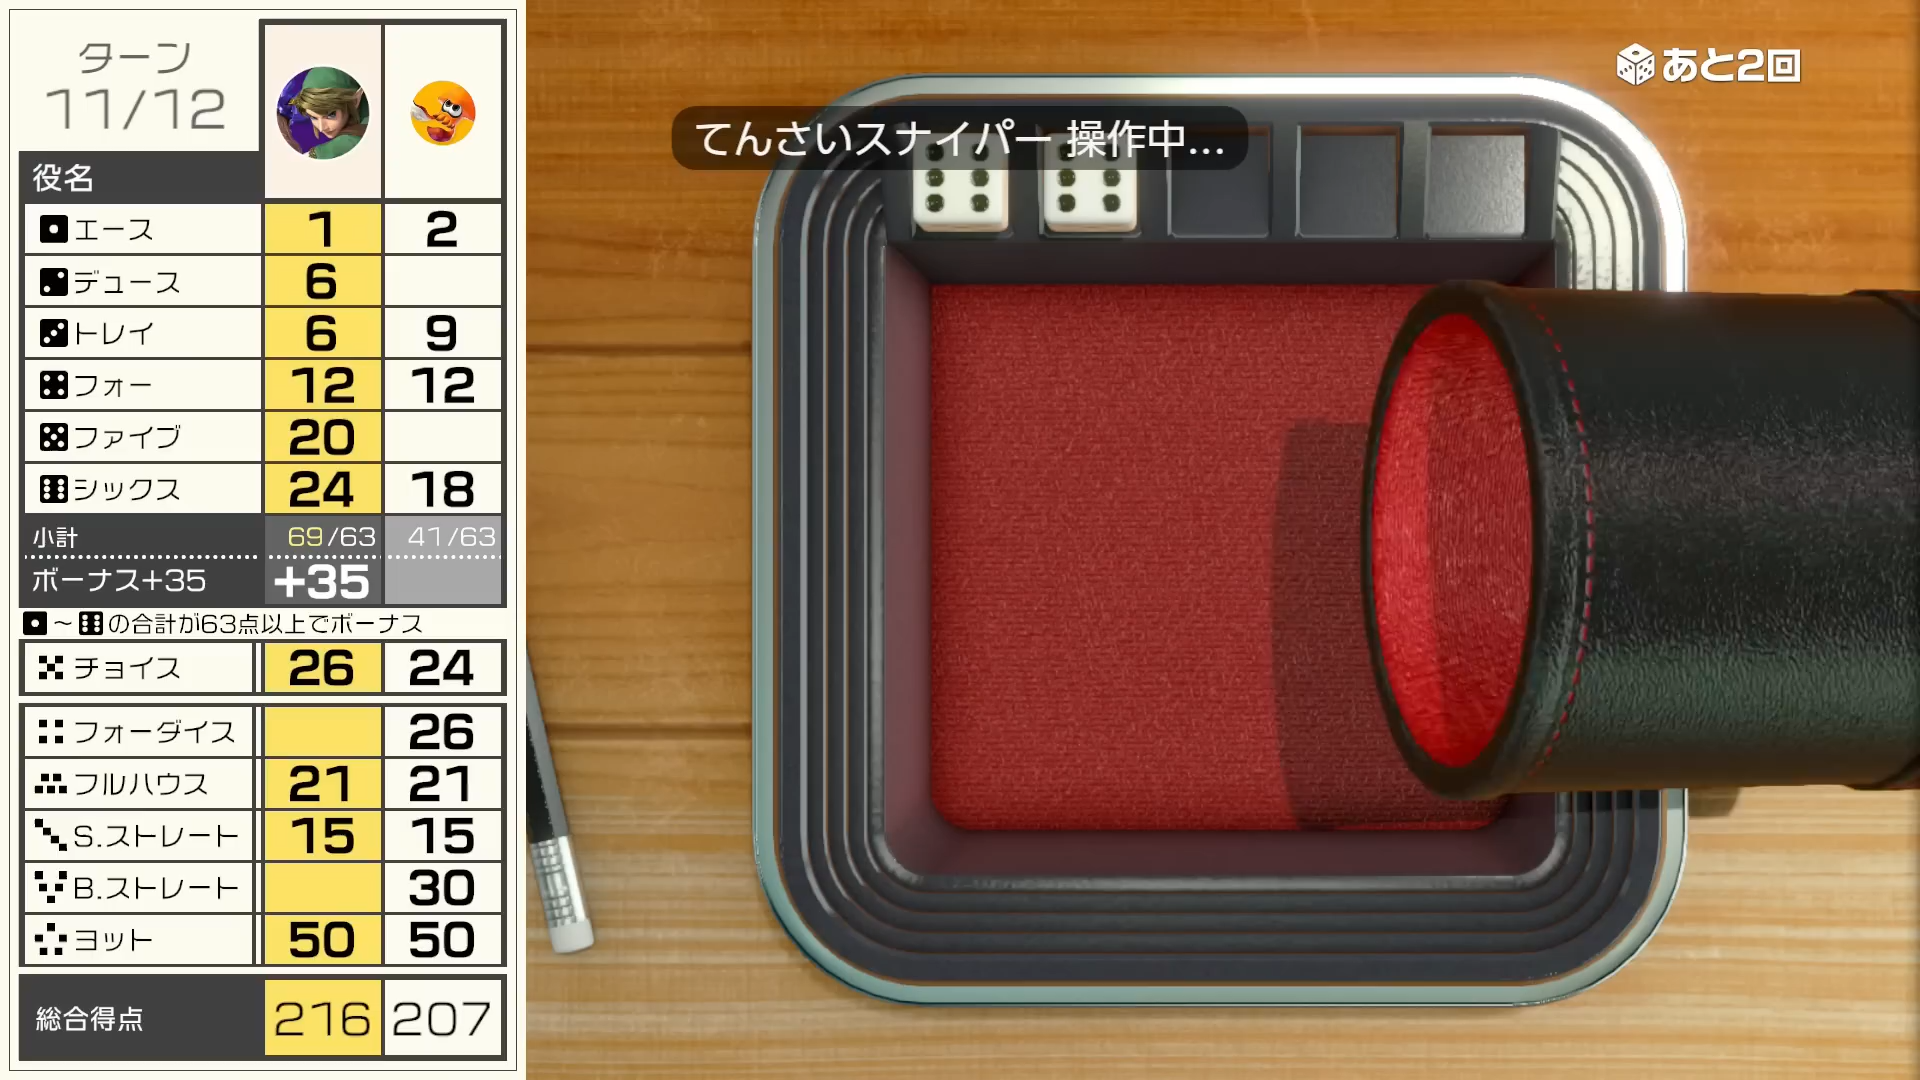 ターン
11/12
役名
エース 1 2
デュース 6
トレイ 6 9
フォー 12 12
ファイブ 20
シックス 24 18
小計 69/63 41/63
ボーナス+35 +35
～の合計が63点以上でボーナス
チョイス 26 24
フォーダイス 26
フルハウス 21 21
S.ストレート 15 15
B.ストレート 30
ヨット 50 50
総合得点 216 207
てんさいスナイパー 操作中...
あと2回